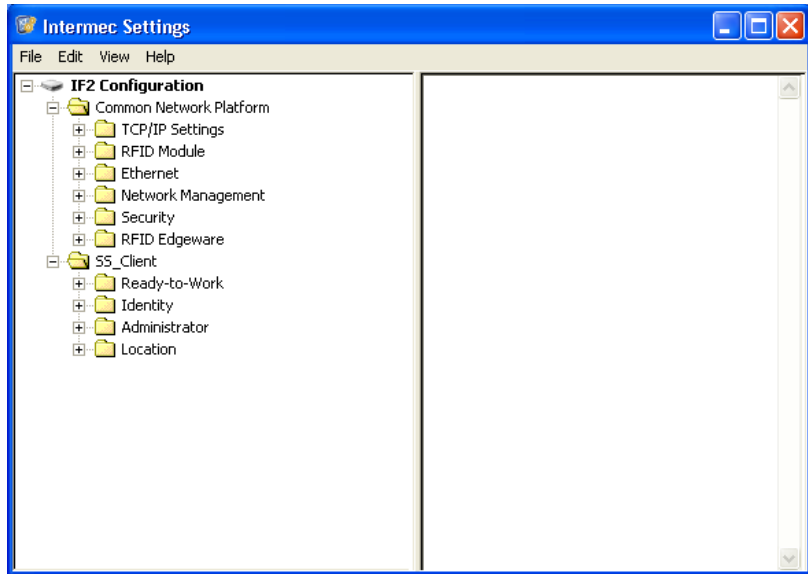 Intermec Settings
File Edit View Help
IF2 Configuration
Common Network Platform
TCP/IP Settings
RFID Module
Ethernet
Network Management
Security
RFID Edgeware
SS_Client
Ready-to-Work
Identity
Administrator
Location